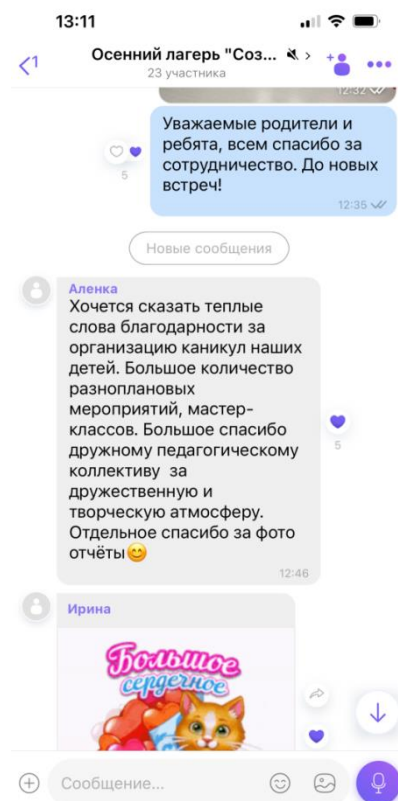 13:11
Осенний лагерь "Соз...
23 участника
1
12:32
Уважаемые родители и
ребята, всем спасибо за
сотрудничество. До новых
встреч!
12:35
5
Новые сообщения
Аленка
Хочется сказать теплые
слова благодарности за
организацию каникул наших
детей. Большое количество
разноплановых
мероприятий, мастер-
классов. Большое спасибо
дружному педагогическому
коллективу за
дружественную и
творческую атмосферу.
Отдельное спасибо за фото
отчёты😊
5
12:46
Ирина
Большое
сердечное
Сообщение...